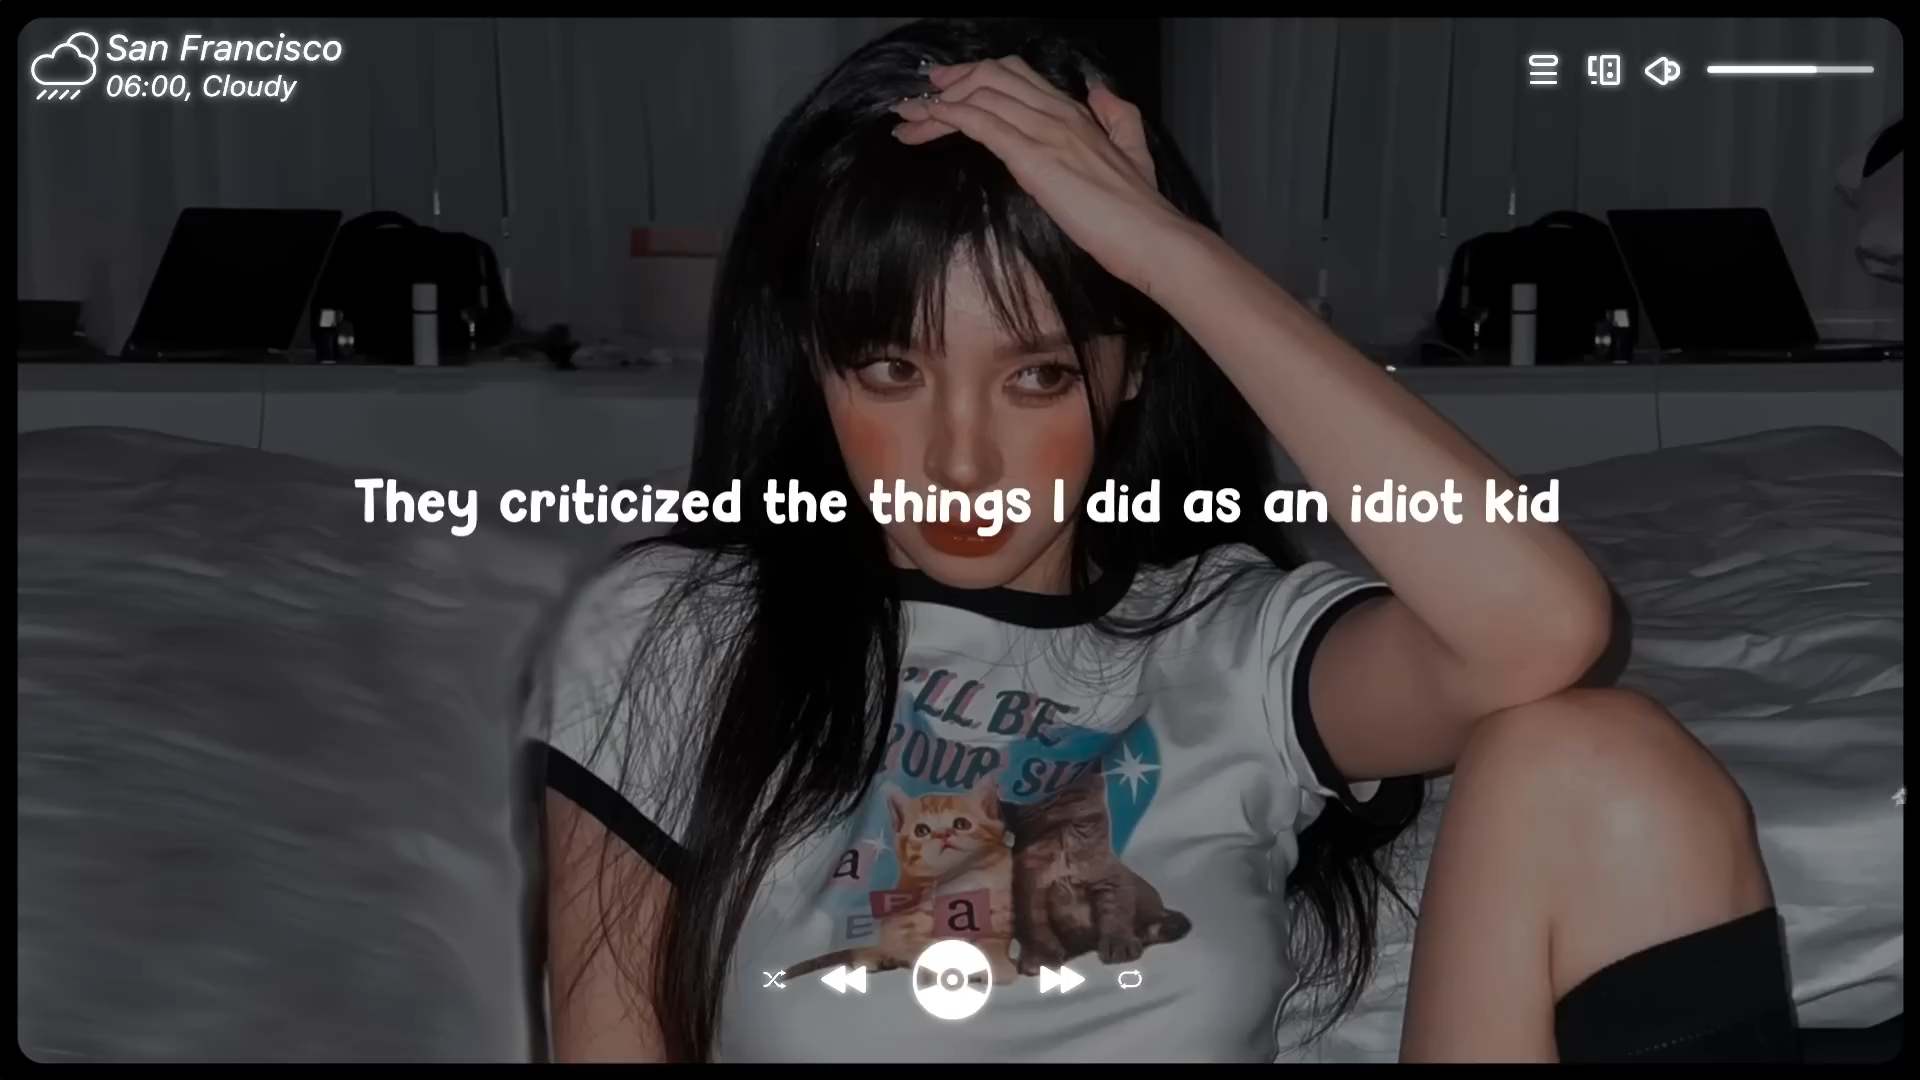 San Francisco
06:00, Cloudy
They criticized the things I did as an idiot kid
'LL BE
YOUR
a
a